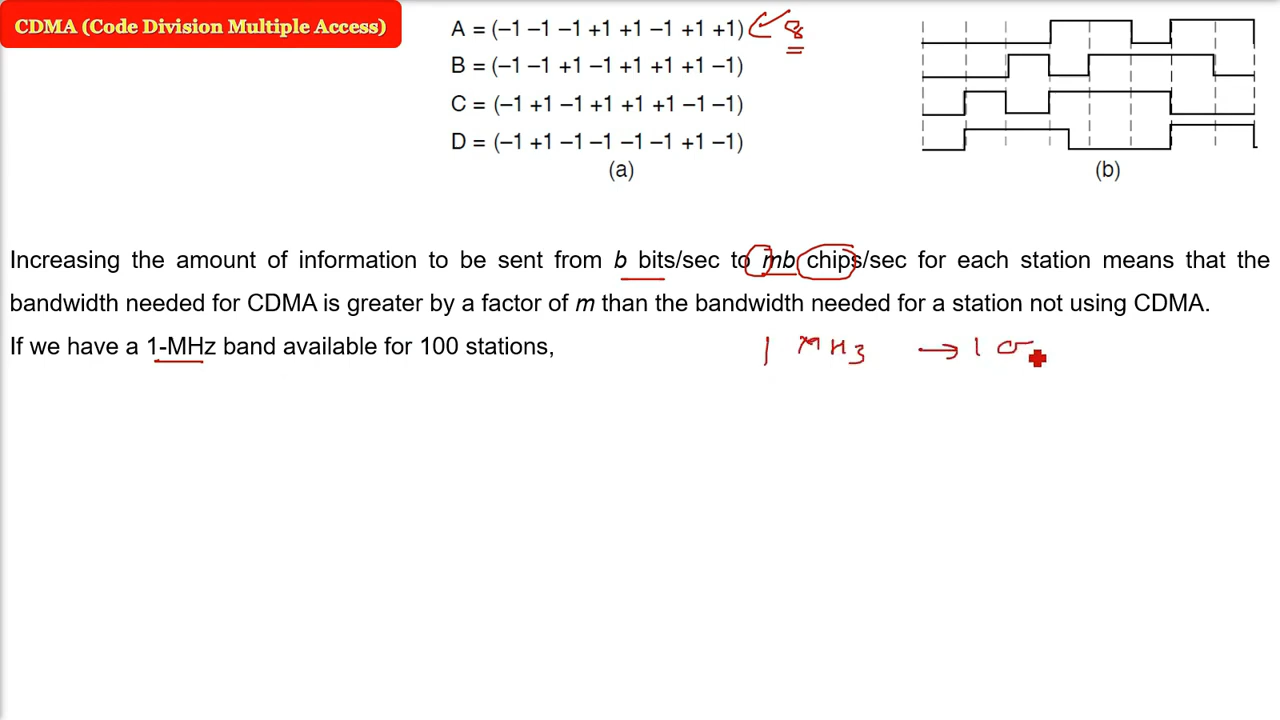 CDMA (Code Division Multiple Access)
A = (–1 –1 –1 +1 +1 –1 +1 +1) 8
B = (–1 –1 +1 –1 +1 +1 +1 –1)
C = (–1 +1 –1 +1 +1 +1 –1 –1)
D = (–1 +1 –1 –1 –1 –1 +1 –1)
(a)
(b)
Increasing the amount of information to be sent from b bits/sec to mb chips/sec for each station means that the
bandwidth needed for CDMA is greater by a factor of m than the bandwidth needed for a station not using CDMA.
If we have a 1-MHz band available for 100 stations,
1 MHz → 1